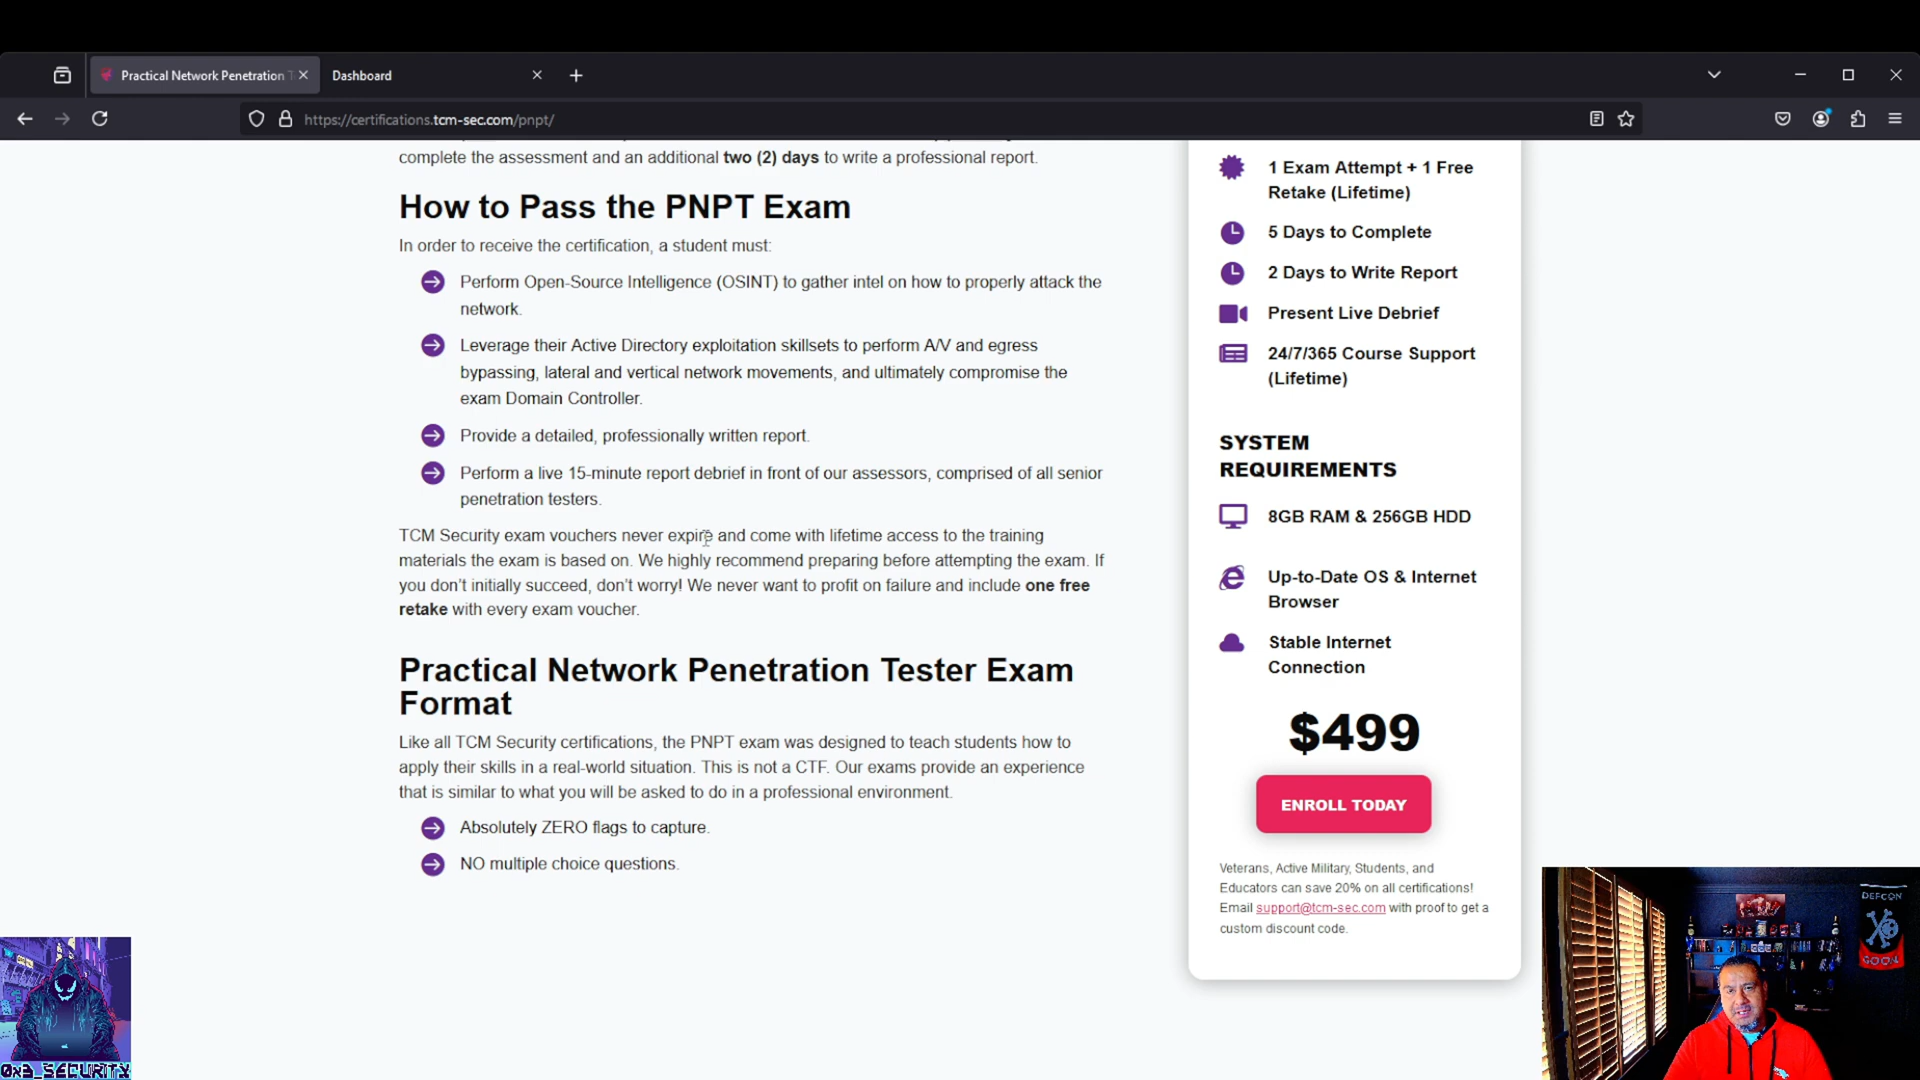 Practical Network Penetration T
Dashboard
https://certifications.tcm-sec.com/pnpt/
complete the assessment and an additional two (2) days to write a professional report.
How to Pass the PNPT Exam
In order to receive the certification, a student must:
Perform Open-Source Intelligence (OSINT) to gather intel on how to properly attack the
network.
Leverage their Active Directory exploitation skillsets to perform A/V and egress
bypassing, lateral and vertical network movements, and ultimately compromise the
exam Domain Controller.
Provide a detailed, professionally written report.
Perform a live 15-minute report debrief in front of our assessors, comprised of all senior
penetration testers.
TCM Security exam vouchers never expire and come with lifetime access to the training
materials the exam is based on. We highly recommend preparing before attempting the exam. If
you don't initially succeed, don't worry! We never want to profit on failure and include one free
retake with every exam voucher.
Practical Network Penetration Tester Exam
Format
Like all TCM Security certifications, the PNPT exam was designed to teach students how to
apply their skills in a real-world situation. This is not a CTF. Our exams provide an experience
that is similar to what you will be asked to do in a professional environment.
Absolutely ZERO flags to capture.
NO multiple choice questions.
1 Exam Attempt + 1 Free
Retake (Lifetime)
5 Days to Complete
2 Days to Write Report
Present Live Debrief
24/7/365 Course Support
(Lifetime)
SYSTEM
REQUIREMENTS
8GB RAM & 256GB HDD
Up-to-Date OS & Internet
Browser
Stable Internet
Connection
$499
ENROLL TODAY
Veterans, Active Military, Students, and
Educators can save 20% on all certifications!
Email support@tcm-sec.com with proof to get a
custom discount code.
DEFCON
GOON
0x3_SECURITY